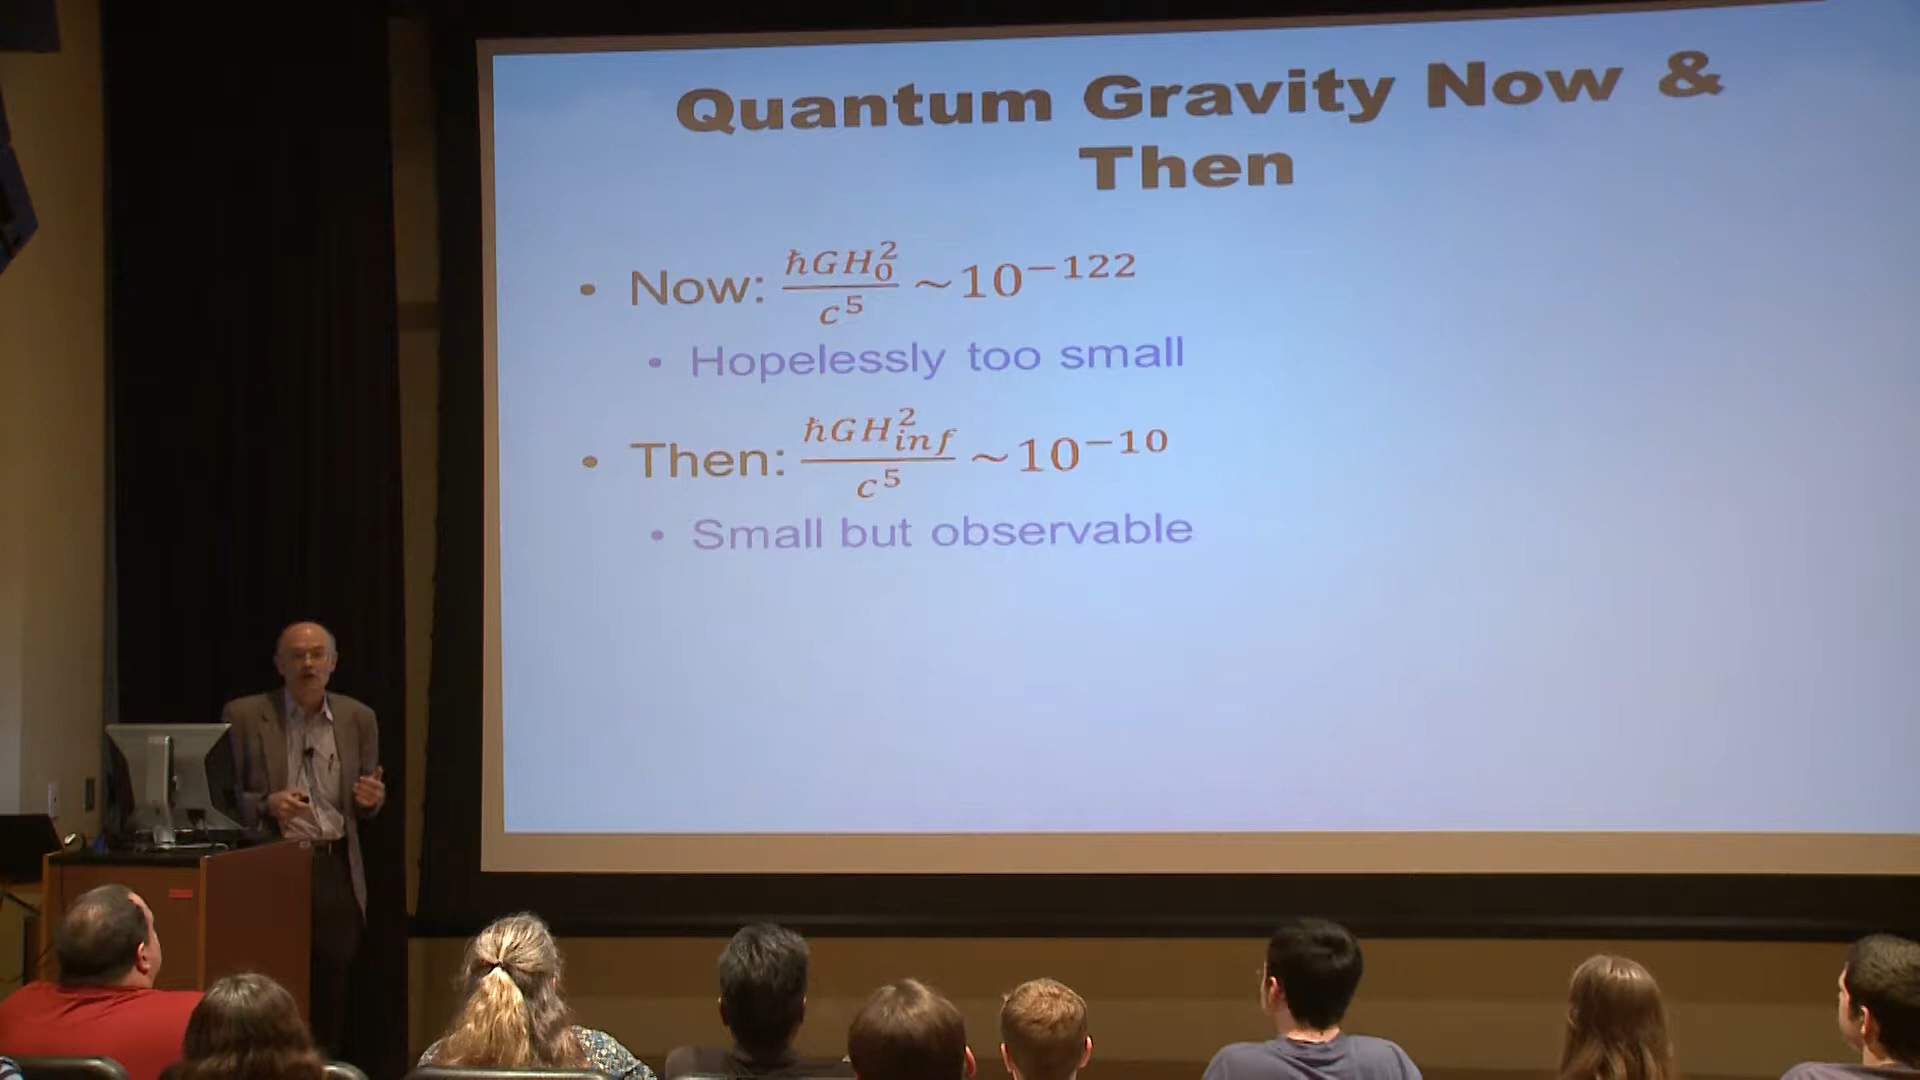 Quantum Gravity Now &
Then
• Now: ℏGH₀²/c⁵ ~10⁻¹²²
• Hopelessly too small
• Then: ℏGH²ᵢₙf/c⁵ ~10⁻¹⁰
• Small but observable